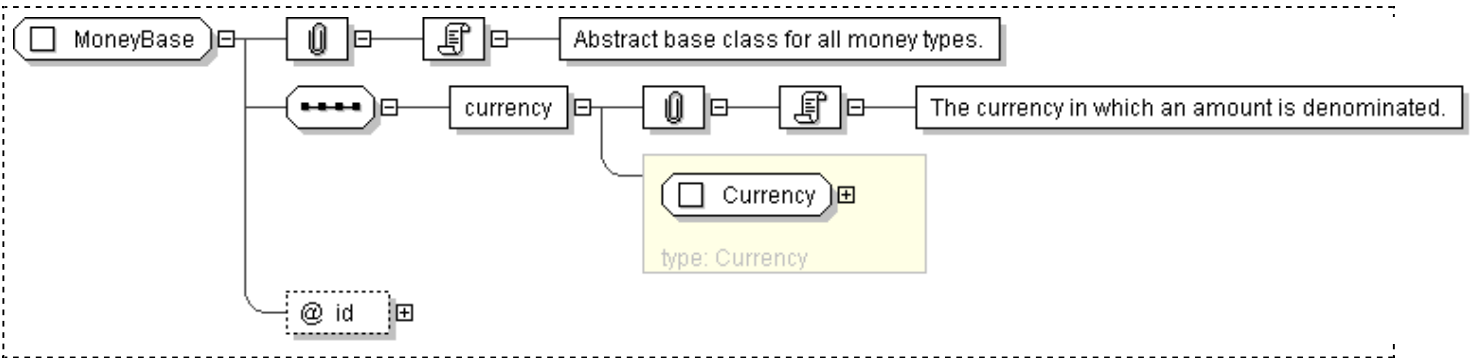 MoneyBase
Abstract base class for all money types.
currency
The currency in which an amount is denominated.
Currency
type: Currency
@ id